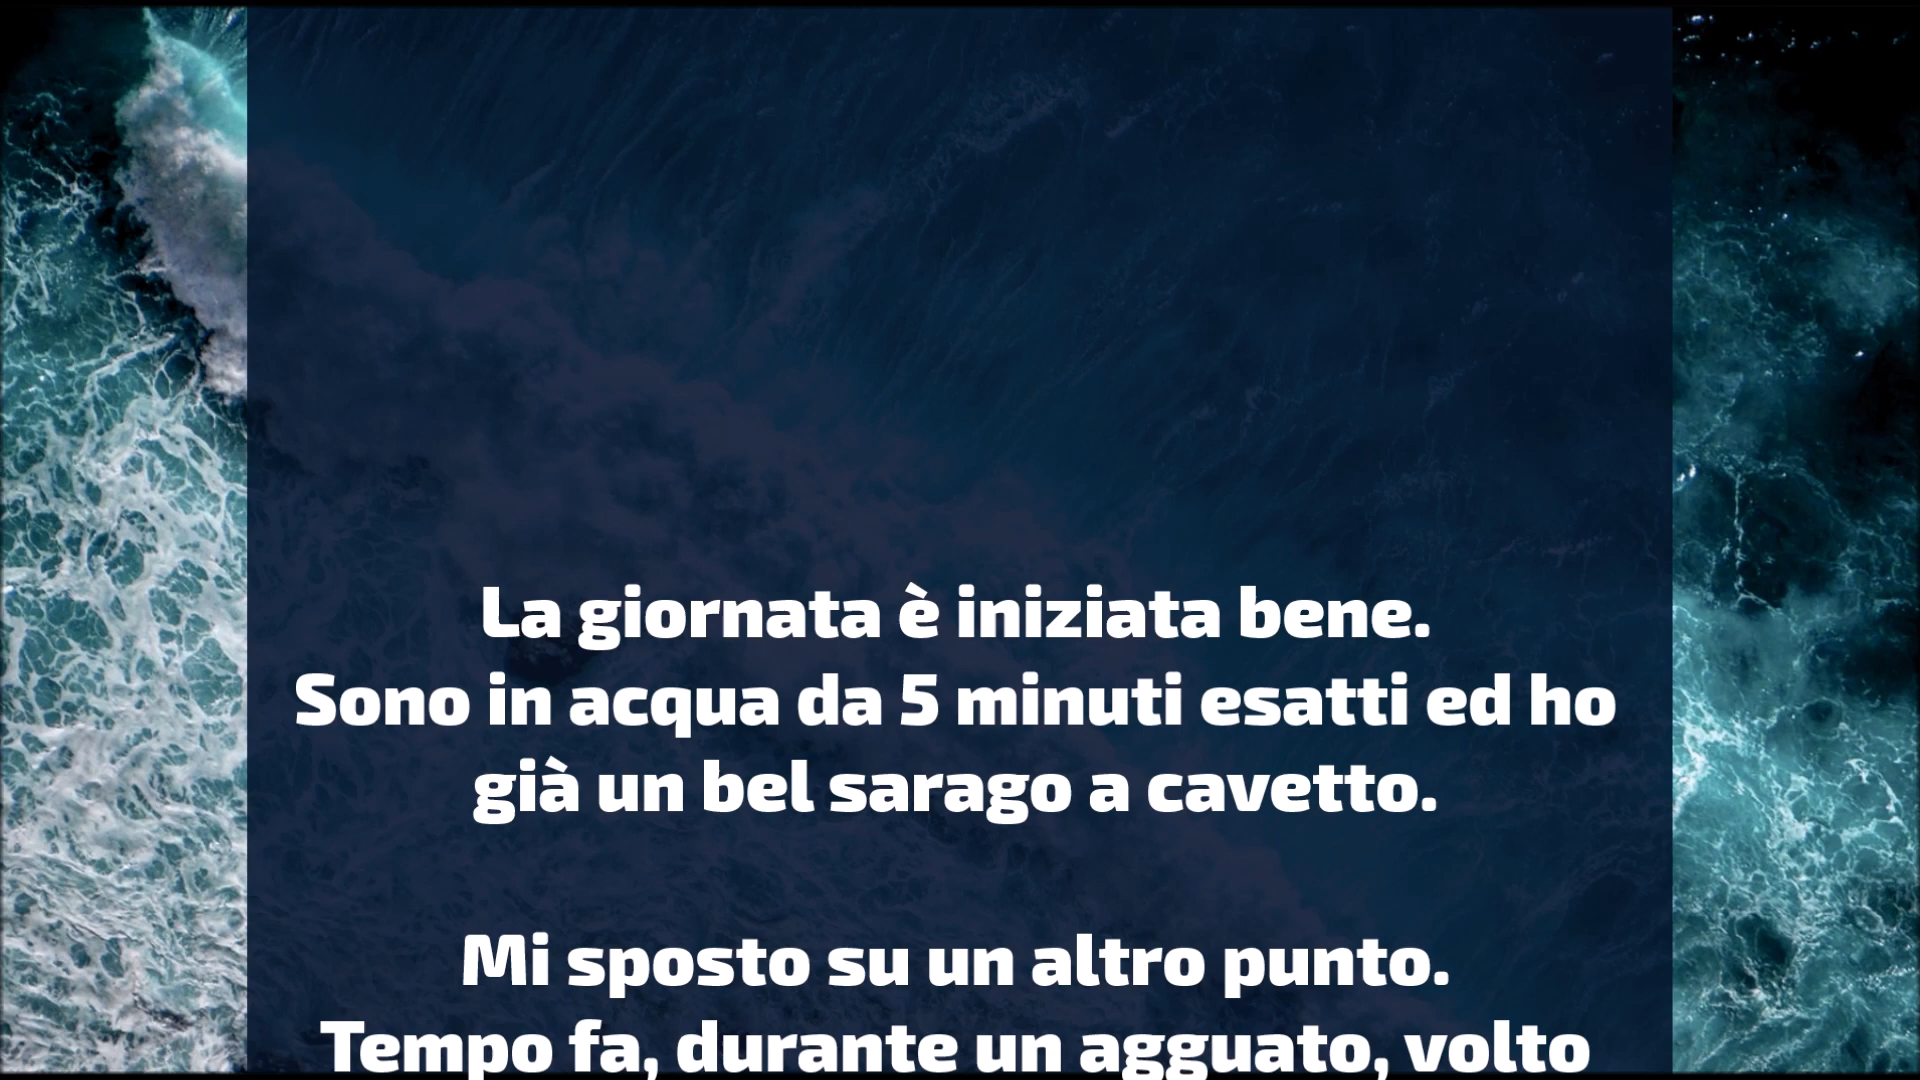 La giornata è iniziata bene.
Sono in acqua da 5 minuti esatti ed ho
già un bel sarago a cavetto.
Mi sposto su un altro punto.
Tempo fa, durante un agguato, volto